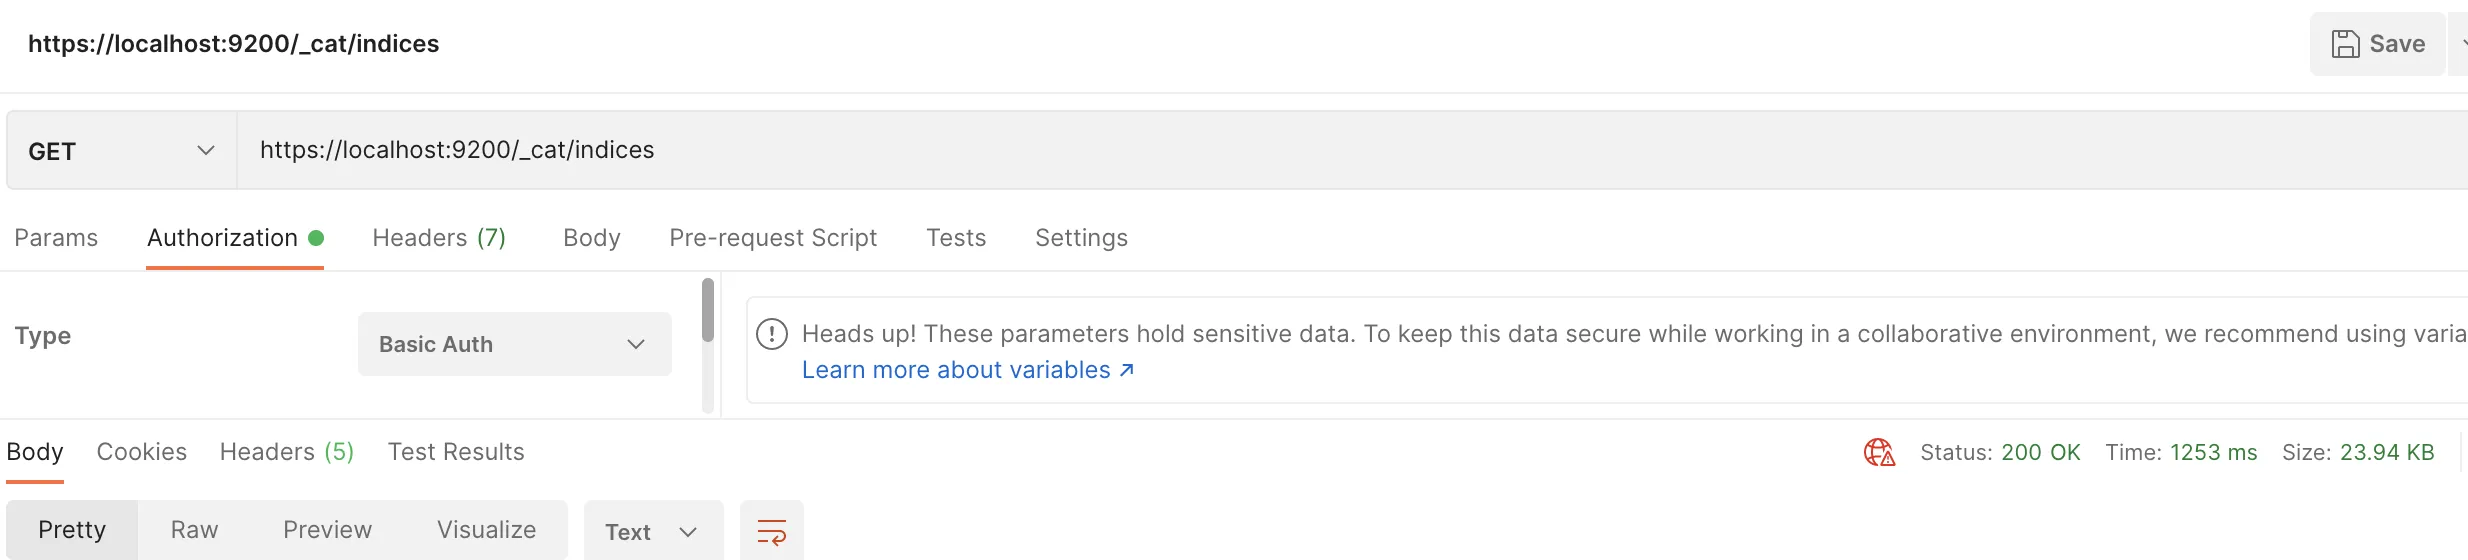 https://localhost:9200/_cat/indices
Save
GET
https://localhost:9200/_cat/indices
Params Authorization Headers (7) Body Pre-request Script Tests Settings
Type
Basic Auth
Heads up! These parameters hold sensitive data. To keep this data secure while working in a collaborative environment, we recommend using varia
Learn more about variables ↗
Body Cookies Headers (5) Test Results
Status: 200 OK Time: 1253 ms Size: 23.94 KB
Pretty Raw Preview Visualize Text